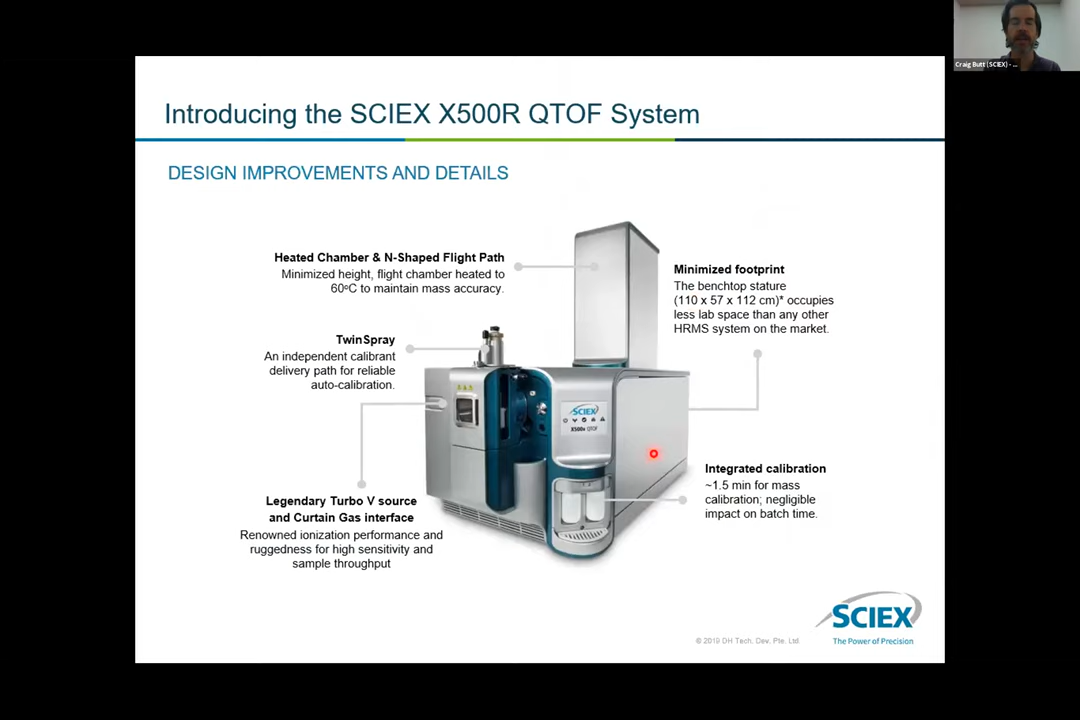 Craig Butt (SCIEX) - ...
Introducing the SCIEX X500R QTOF System
DESIGN IMPROVEMENTS AND DETAILS
Heated Chamber & N-Shaped Flight Path
Minimized height, flight chamber heated to
60ºC to maintain mass accuracy.
Minimized footprint
The benchtop stature
(110 x 57 x 112 cm)* occupies
less lab space than any other
HRMS system on the market.
TwinSpray
An independent calibrant
delivery path for reliable
auto-calibration.
SCIEX
X500R QTOF
Integrated calibration
~1.5 min for mass
calibration; negligible
impact on batch time.
Legendary Turbo V source
and Curtain Gas interface
Renowned ionization performance and
ruggedness for high sensitivity and
sample throughput
SCIEX
The Power of Precision
© 2019 DH Tech. Dev. Pte. Ltd.